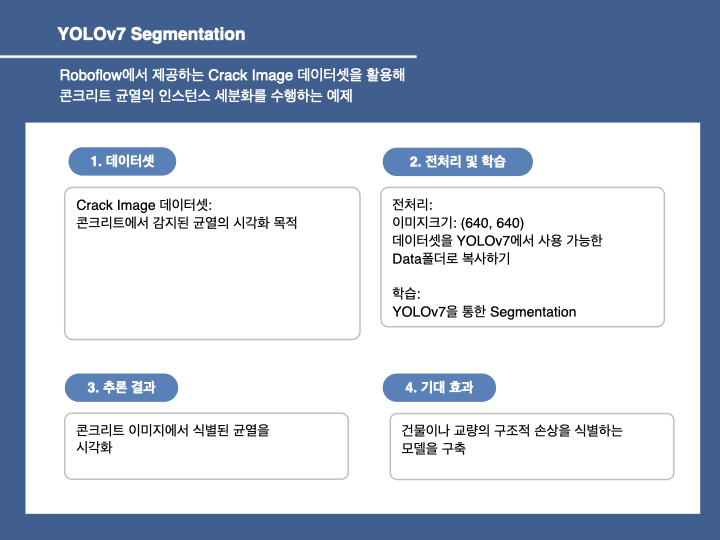 YOLOv7 Segmentation
Roboflow에서 제공하는 Crack Image 데이터셋을 활용해
콘크리트 균열의 인스턴스 세분화를 수행하는 예제
1. 데이터셋
Crack Image 데이터셋:
콘크리트에서 감지된 균열의 시각화 목적
2. 전처리 및 학습
전처리:
이미지크기: (640, 640)
데이터셋을 YOLOv7에서 사용 가능한
Data폴더로 복사하기
학습:
YOLOv7을 통한 Segmentation
3. 추론 결과
콘크리트 이미지에서 식별된 균열을
시각화
4. 기대 효과
건물이나 교량의 구조적 손상을 식별하는
모델을 구축